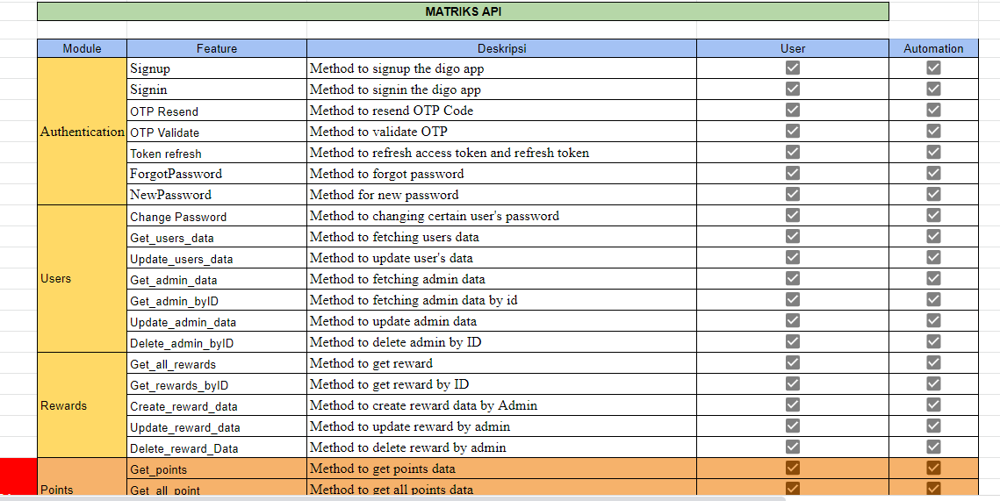 MATRIKS API
Module Feature Deskripsi User Automation
Authentication
Signup Method to signup the digo app
Signin Method to signin the digo app
OTP Resend Method to resend OTP Code
OTP Validate Method to validate OTP
Token refresh Method to refresh access token and refresh token
ForgotPassword Method to forgot password
NewPassword Method for new password
Users
Change Password Method to changing certain user's password
Get_users_data Method to fetching users data
Update_users_data Method to update user's data
Get_admin_data Method to fetching admin data
Get_admin_byID Method to fetching admin data by id
Update_admin_data Method to update admin data
Delete_admin_byID Method to delete admin by ID
Rewards
Get_all_rewards Method to get reward
Get_rewards_byID Method to get reward by ID
Create_reward_data Method to create reward data by Admin
Update_reward_data Method to update reward by admin
Delete_reward_Data Method to delete reward by admin
Points
Get_points Method to get points data
Get_all_point Method to get all points data